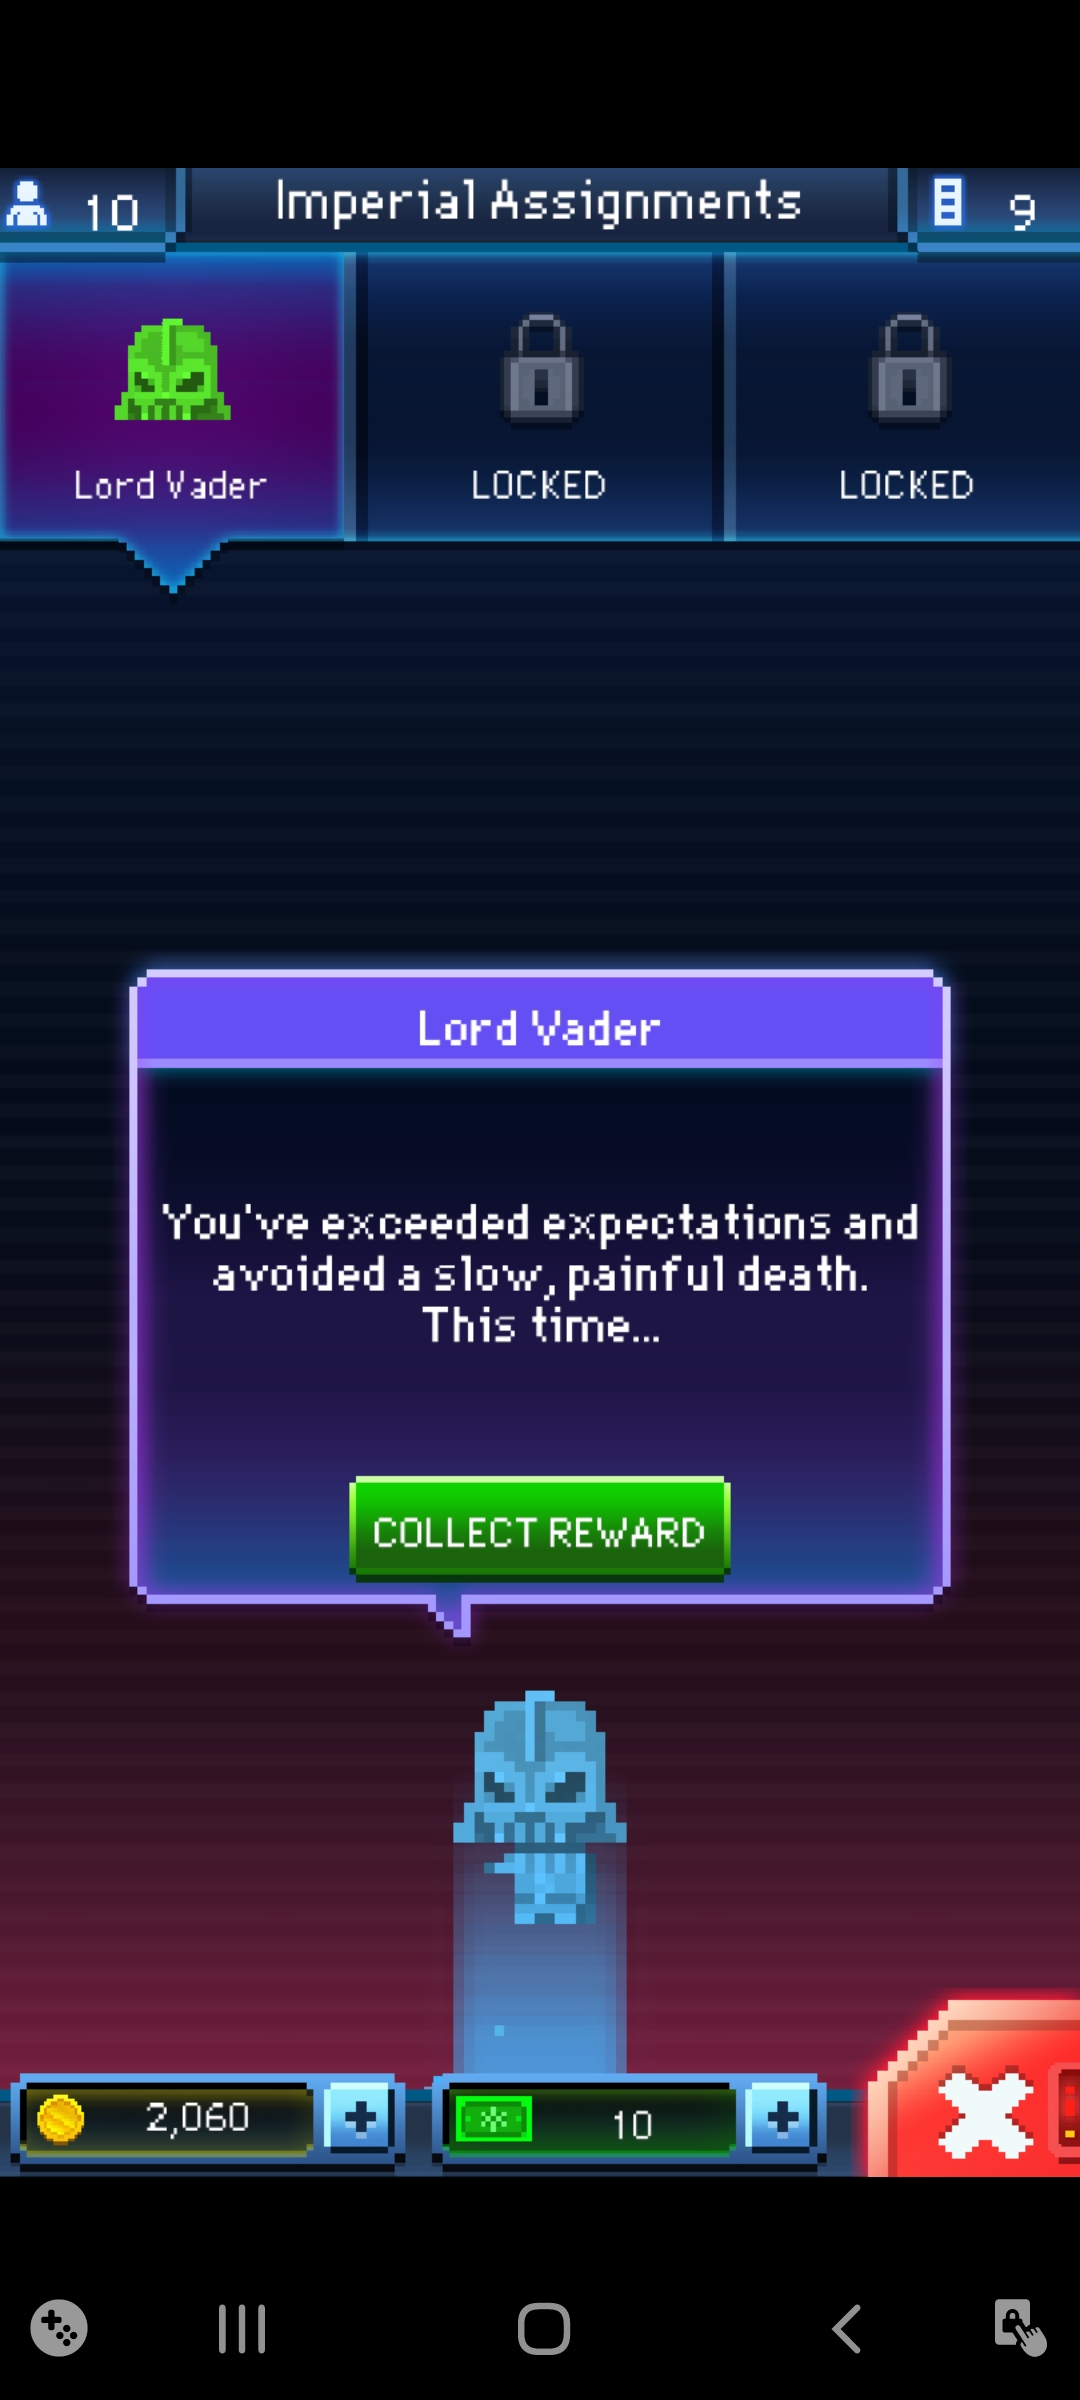 10
Imperial Assignments
9
Lord Vader
LOCKED
LOCKED
Lord Vader
You've exceeded expectations and
avoided a slow, painful death.
This time...
COLLECT REWARD
2,060
10